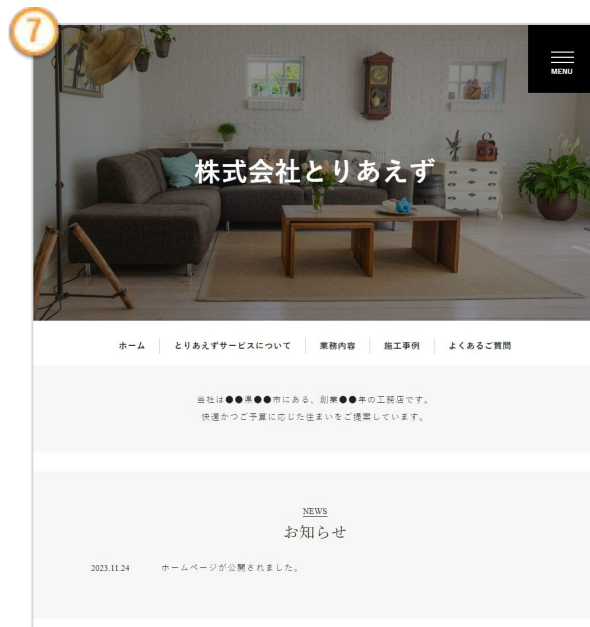 7
MENU
株式会社とりあえず
ホーム とりあえずサービスについて 業務内容 施工事例 よくあるご質問
当社は●●県●●市にある、創業●●年の工務店です。
快適かつご予算に応じた住まいをご提案しています。
NEWS
お知らせ
2023.11.24 ホームページが公開されました。